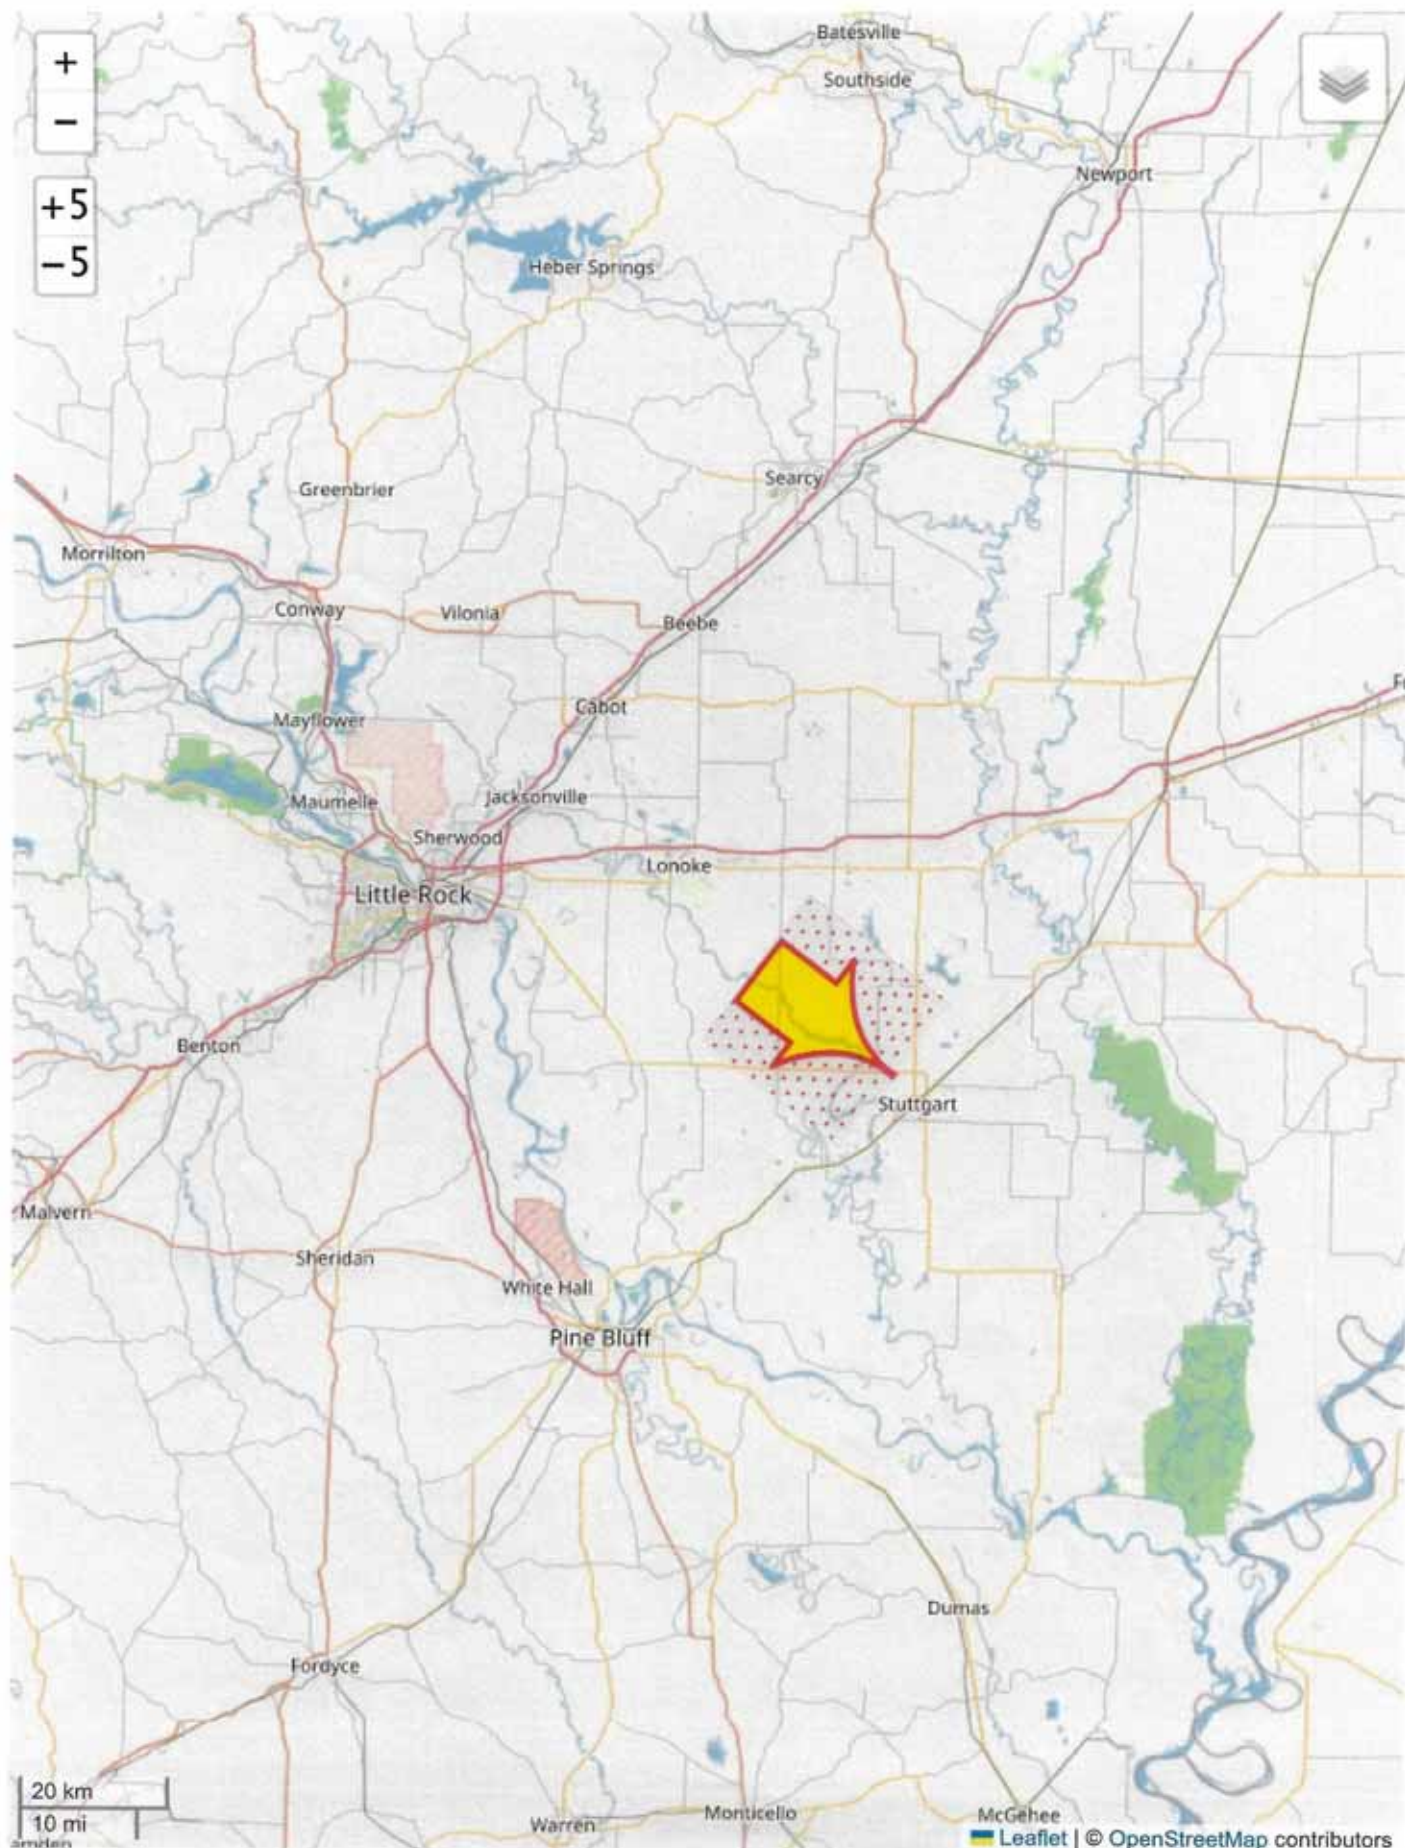 Batesville
+
Southside
−
Newport
+5
−5
Heber Springs
Searcy
Greenbrier
Morrilton
Conway
Vilonia
Beebe
Cabot
Mayflower
Maumelle
Jacksonville
Sherwood
Lonoke
Little Rock
Benton
Stuttgart
Malvern
Sheridan
White Hall
Pine Bluff
Dumas
Fordyce
20 km
10 mi
Warren
Monticello
McGehee
Leaflet | © OpenStreetMap contributors